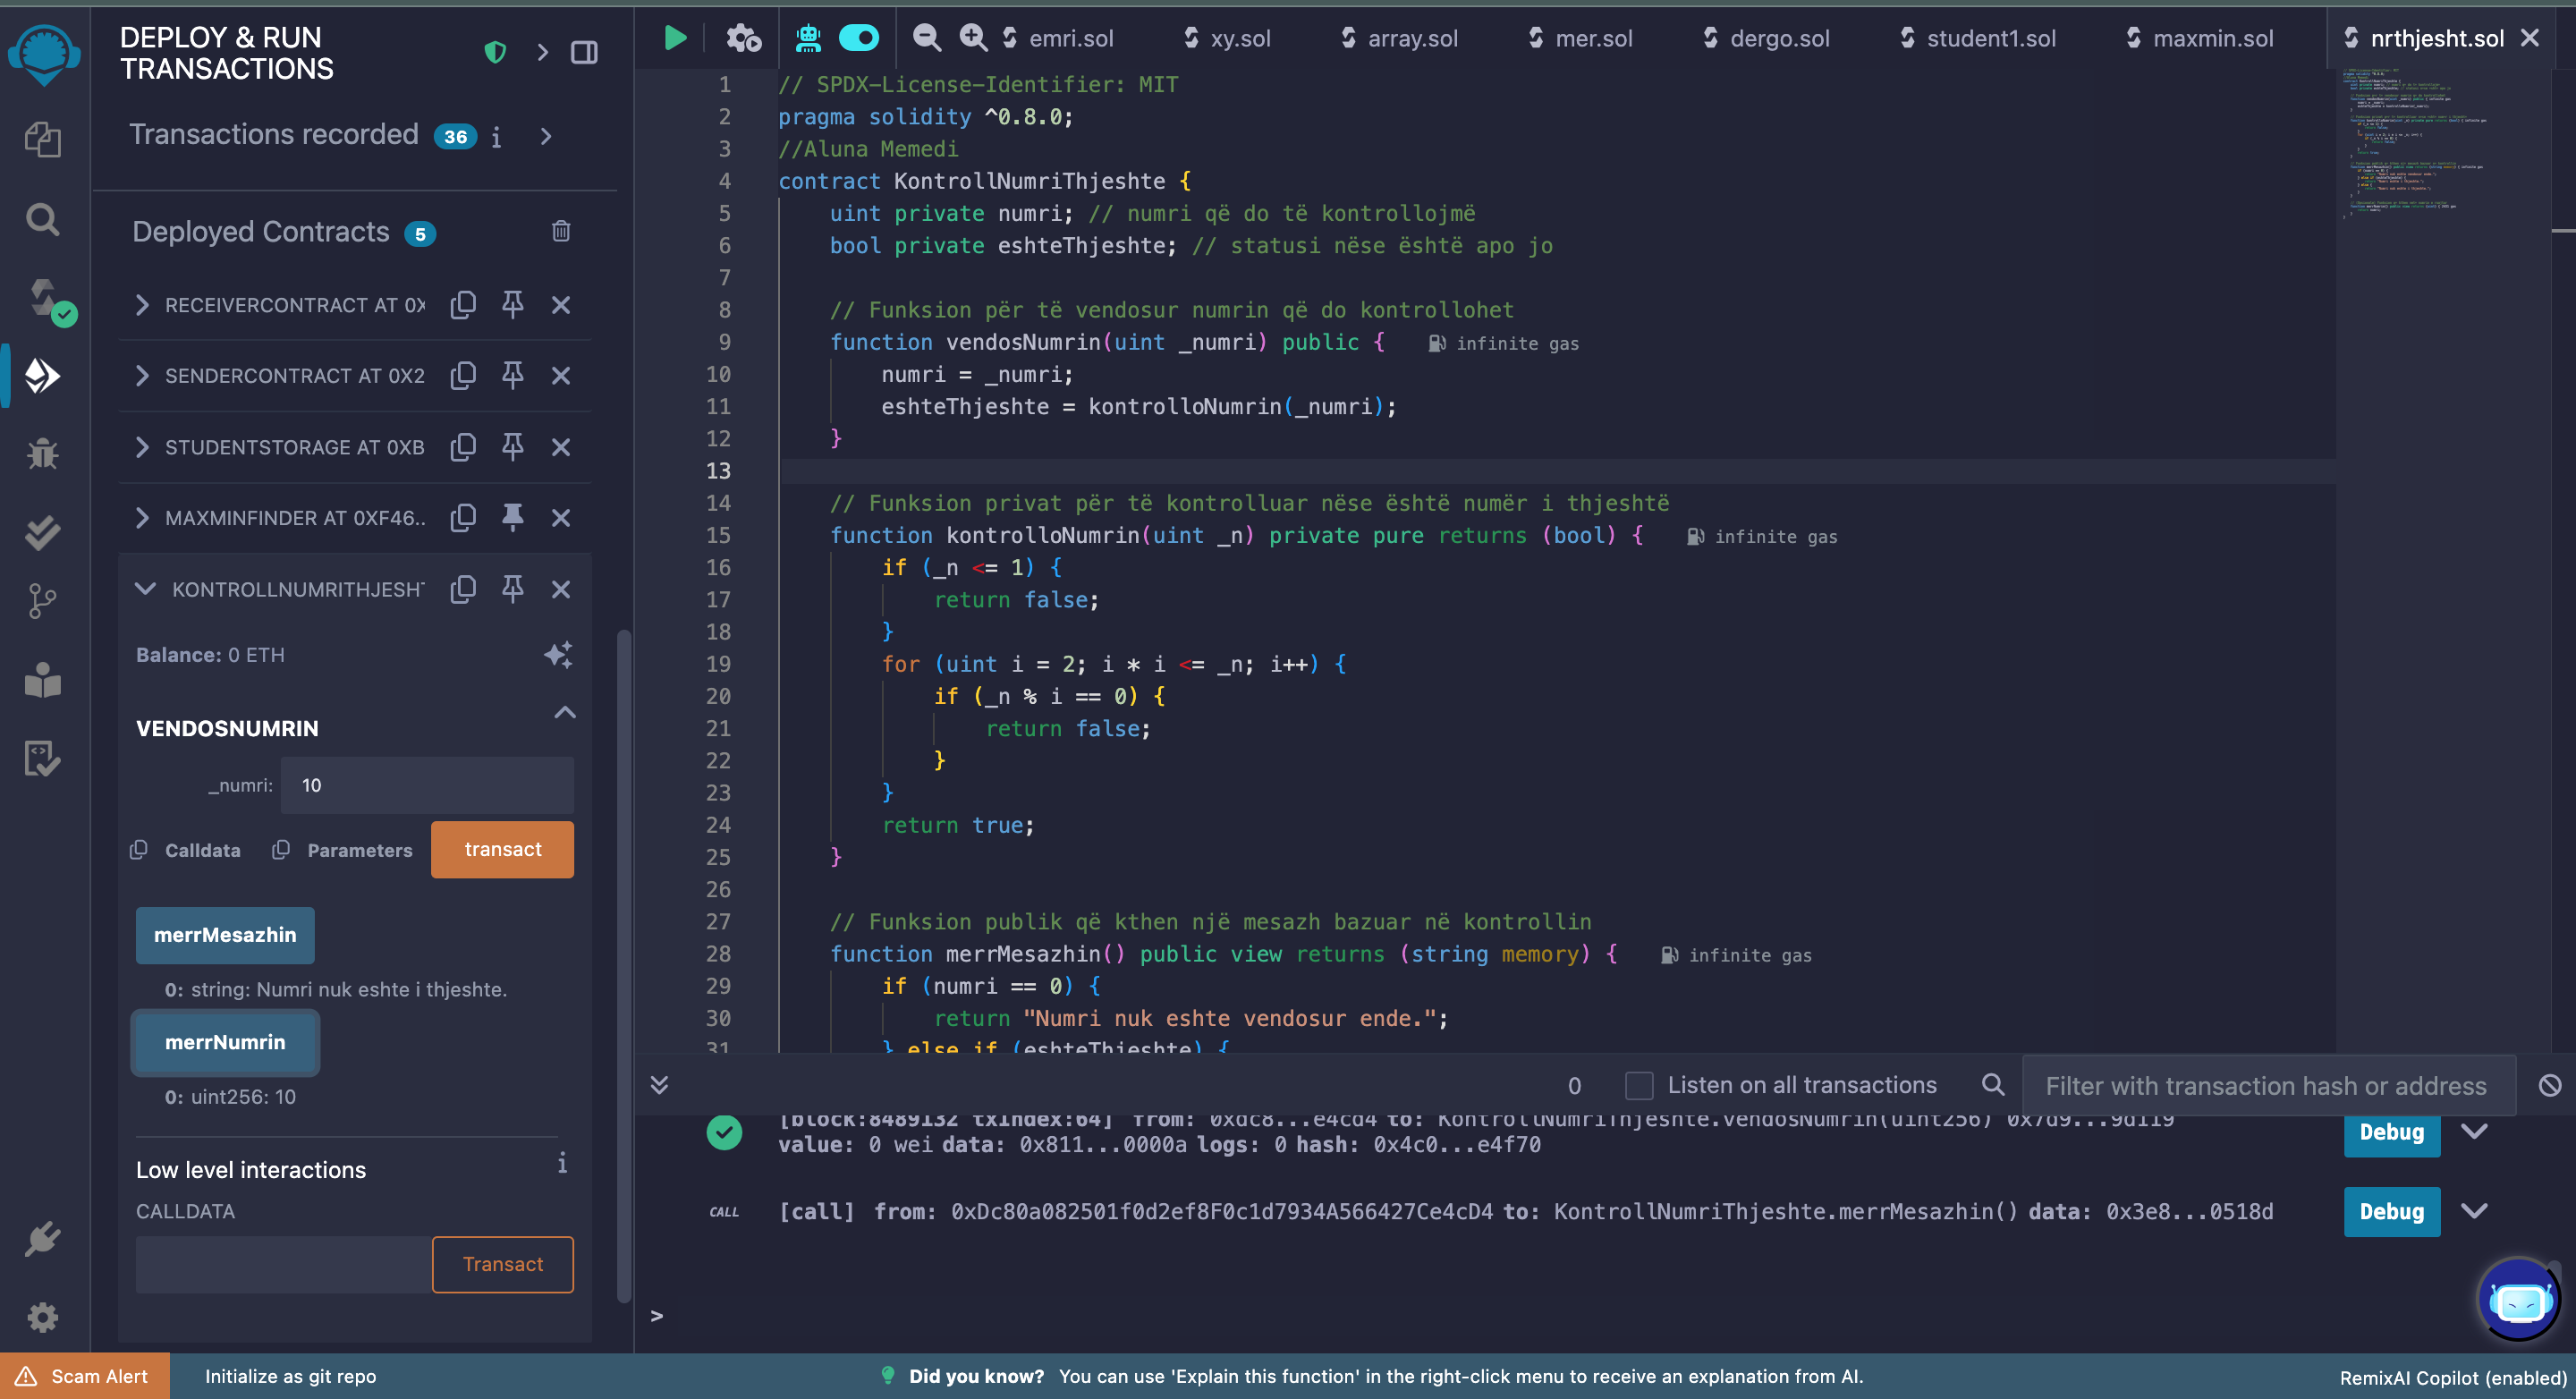 DEPLOY & RUN
TRANSACTIONS
Transactions recorded 36 i
Deployed Contracts 5
RECEIVERCONTRACT AT 0X
SENDERCONTRACT AT 0X2
STUDENTSTORAGE AT 0XB
MAXMINFINDER AT 0XF46..
KONTROLLNUMRITHJESHT
Balance: 0 ETH
VENDOSNUMRIN
_numri: 10
Calldata Parameters transact
merrMesazhin
0: string: Numri nuk eshte i thjeshte.
merrNumrin
0: uint256: 10
Low level interactions i
CALLDATA
Transact
emri.sol xy.sol array.sol mer.sol dergo.sol student1.sol maxmin.sol nrthjesht.sol
1 // SPDX-License-Identifier: MIT
2 pragma solidity ^0.8.0;
3 //Aluna Memedi
4 contract KontrollNumriThjeshte {
5 uint private numri; // numri që do të kontrollojmë
6 bool private eshteThjeshte; // statusi nëse është apo jo
7
8 // Funksion për të vendosur numrin që do kontrollohet
9 function vendosNumrin(uint _numri) public { infinite gas
10 numri = _numri;
11 eshteThjeshte = kontrolloNumrin(_numri);
12 }
13
14 // Funksion privat për të kontrolluar nëse është numër i thjeshtë
15 function kontrolloNumrin(uint _n) private pure returns (bool) { infinite gas
16 if (_n <= 1) {
17 return false;
18 }
19 for (uint i = 2; i * i <= _n; i++) {
20 if (_n % i == 0) {
21 return false;
22 }
23 }
24 return true;
25 }
26
27 // Funksion publik që kthen një mesazh bazuar në kontrollin
28 function merrMesazhin() public view returns (string memory) { infinite gas
29 if (numri == 0) {
30 return "Numri nuk eshte vendosur ende.";
31 } else if (eshteThjeshte) {
0 Listen on all transactions Filter with transaction hash or address
[block:8489132 txIndex:64] from: 0xdc8...e4cd4 to: KontrollNumriThjeshte.vendosNumrin(uint256) 0x7d9...9d119
value: 0 wei data: 0x811...0000a logs: 0 hash: 0x4c0...e4f70
Debug
CALL [call] from: 0xDc80a082501f0d2ef8F0c1d7934A566427Ce4cD4 to: KontrollNumriThjeshte.merrMesazhin() data: 0x3e8...0518d
Debug
>
Scam Alert Initialize as git repo Did you know? You can use 'Explain this function' in the right-click menu to receive an explanation from AI. RemixAI Copilot (enabled)